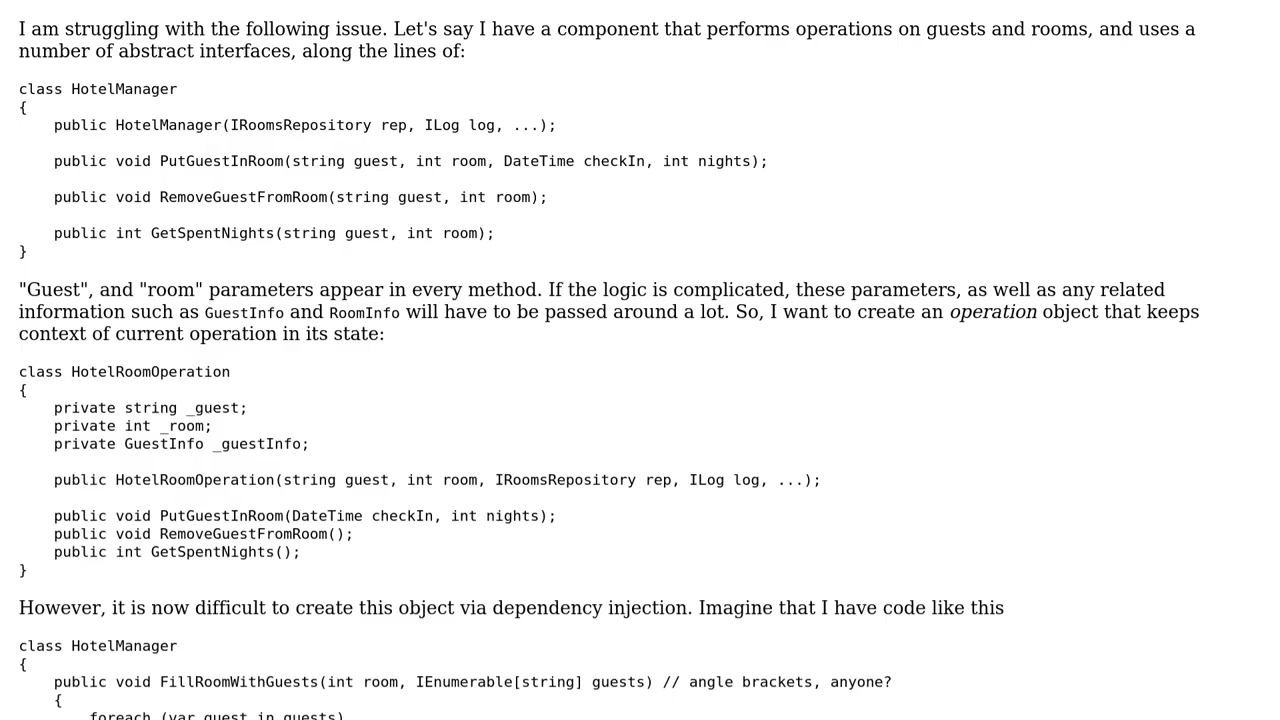 I am struggling with the following issue. Let's say I have a component that performs operations on guests and rooms, and uses a
number of abstract interfaces, along the lines of:
class HotelManager
{
    public HotelManager(IRoomsRepository rep, ILog log, ...);
    public void PutGuestInRoom(string guest, int room, DateTime checkIn, int nights);
    public void RemoveGuestFromRoom(string guest, int room);
    public int GetSpentNights(string guest, int room);
}
"Guest", and "room" parameters appear in every method. If the logic is complicated, these parameters, as well as any related
information such as GuestInfo and RoomInfo will have to be passed around a lot. So, I want to create an operation object that keeps
context of current operation in its state:
class HotelRoomOperation
{
    private string _guest;
    private int _room;
    private GuestInfo _guestInfo;
    public HotelRoomOperation(string guest, int room, IRoomsRepository rep, ILog log, ...);
    public void PutGuestInRoom(DateTime checkIn, int nights);
    public void RemoveGuestFromRoom();
    public int GetSpentNights();
}
However, it is now difficult to create this object via dependency injection. Imagine that I have code like this
class HotelManager
{
    public void FillRoomWithGuests(int room, IEnumerable[string] guests) // angle brackets, anyone?
    {
        foreach (var guest in guests)